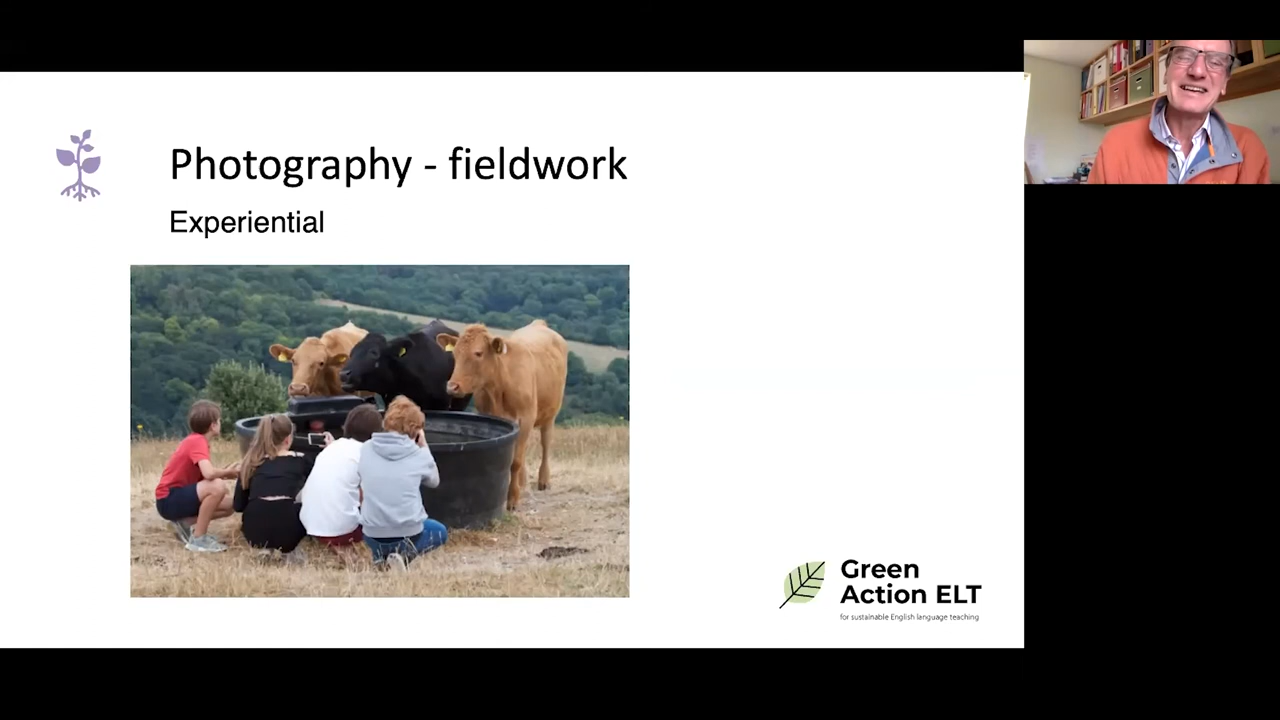 Photography - fieldwork
Experiential
Green
Action ELT
for sustainable English language teaching